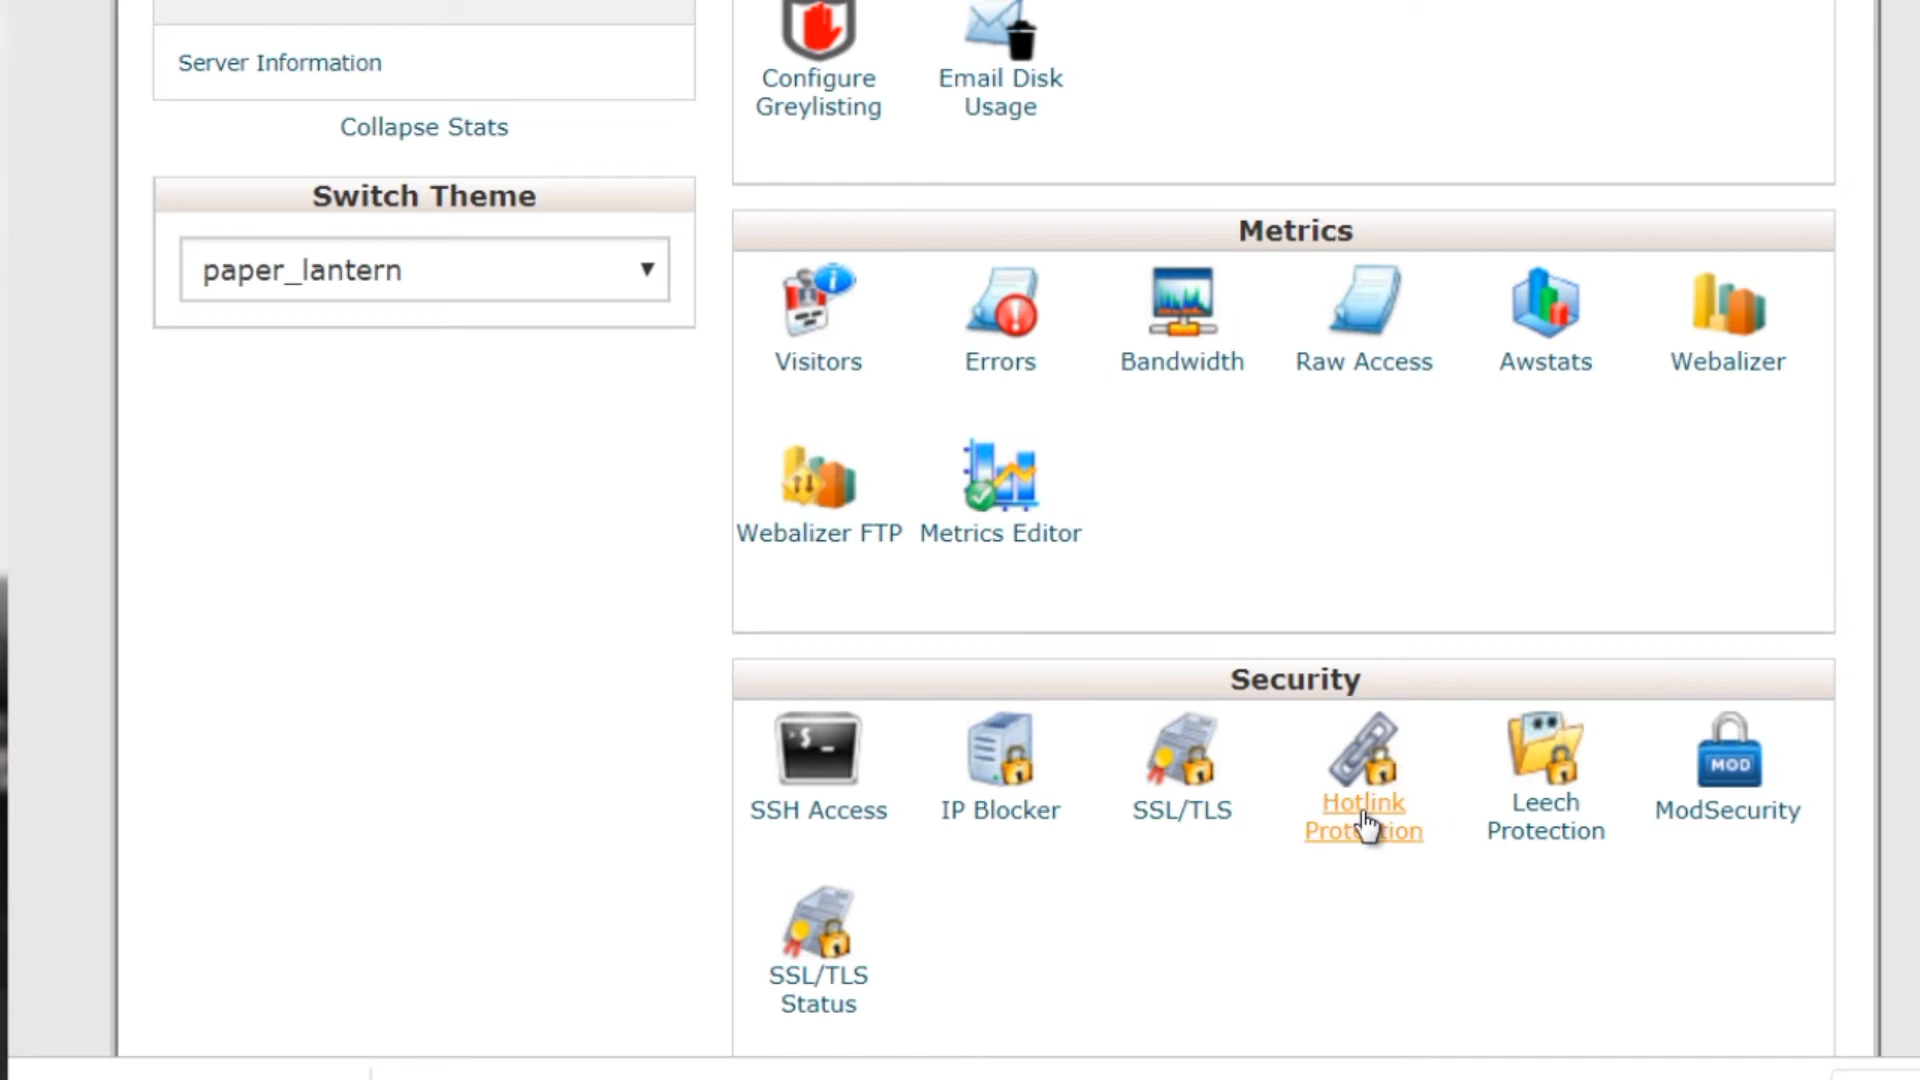 Server Information
Collapse Stats
Switch Theme
paper_lantern
Configure
Greylisting
Email Disk
Usage
Metrics
Visitors
Errors
Bandwidth
Raw Access
Awstats
Webalizer
Webalizer FTP
Metrics Editor
Security
SSH Access
IP Blocker
SSL/TLS
Hotlink
Protection
Leech
Protection
MOD
ModSecurity
SSL/TLS
Status